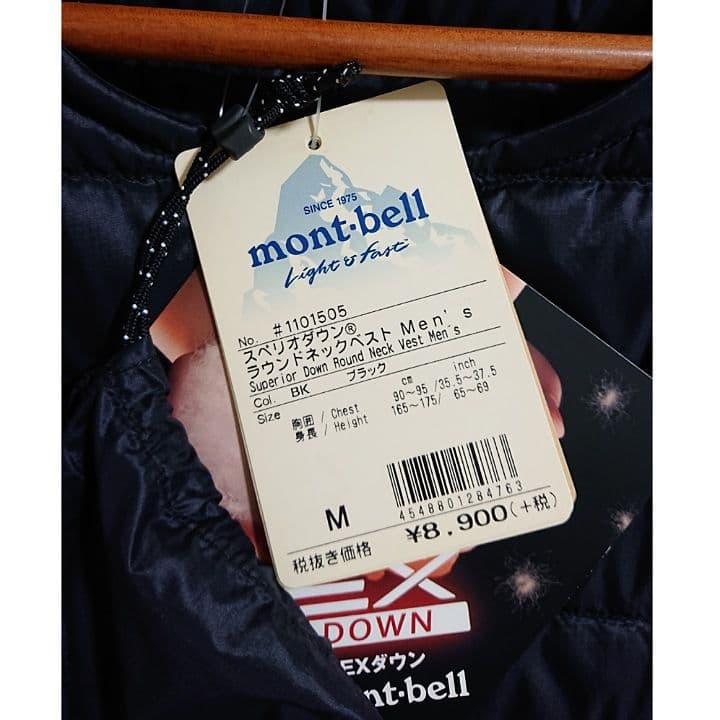 SINCE 1975
mont·bell
Light & Fast™
No. #1101505
スペリオダウン®
ラウンドネックベスト Men's
Superior Down Round Neck Vest Men's
Col. BK ブラック
Size cm inch
胸囲 / Chest 90~95 / 35.5~37.5
身長 / Height 165~175 / 65~69
M
4548801284763
税抜き価格 ¥8,900(+税)
EX
DOWN
EXダウン
nt·bell